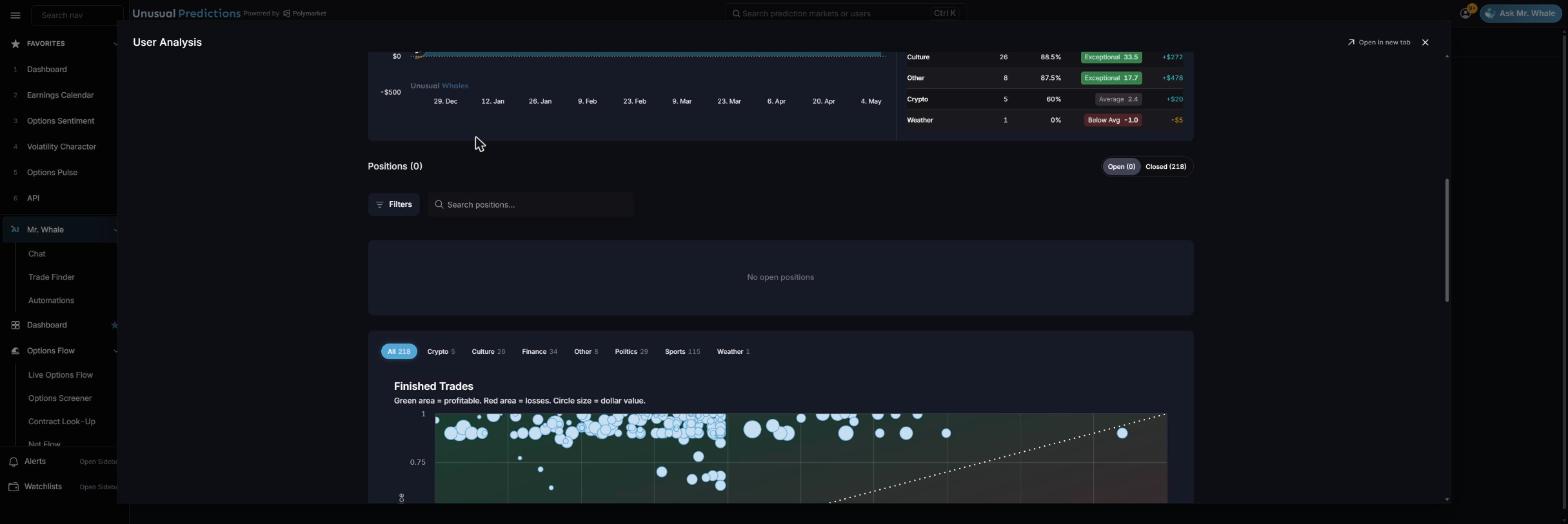 Search nav
Unusual Predictions Powered by Polymarket
Search prediction markets or users Ctrl K
Ask Mr. Whale
FAVORITES
1 Dashboard
2 Earnings Calendar
3 Options Sentiment
4 Volatility Character
5 Options Pulse
6 API
Mr. Whale
Chat
Trade Finder
Automations
Dashboard
Options Flow
Live Options Flow
Options Screener
Contract Look-Up
Net Flow
Alerts Open Sideb
Watchlists Open Sideb
User Analysis
Open in new tab
$0
-$500
Unusual Whales
29. Dec 12. Jan 26. Jan 9. Feb 23. Feb 9. Mar 23. Mar 6. Apr 20. Apr 4. May
Culture 26 88.5% Exceptional 33.5 +$272
Other 8 87.5% Exceptional 17.7 +$478
Crypto 5 60% Average 2.4 +$20
Weather 1 0% Below Avg -1.0 -$5
Positions (0)
Open (0) Closed (218)
Filters
Search positions...
No open positions
All 218 Crypto 5 Culture 26 Finance 34 Other 8 Politics 29 Sports 115 Weather 1
Finished Trades
Green area = profitable. Red area = losses. Circle size = dollar value.
1
0.75